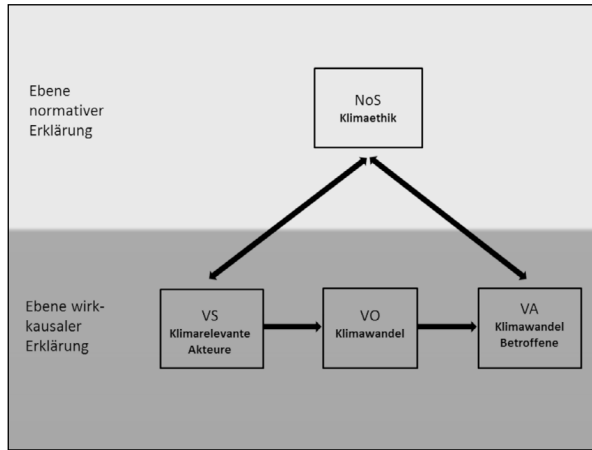 Ebene
normativer
Erklärung
NoS
Klimaethik
Ebene wirk-
kausaler
Erklärung
VS
Klimarelevante
Akteure
VO
Klimawandel
VA
Klimawandel
Betroffene